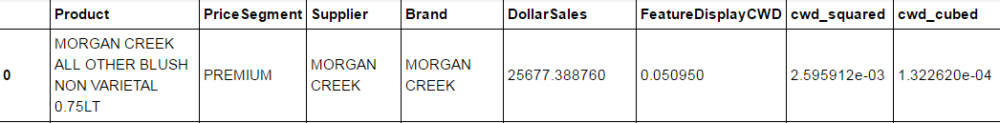 Product PriceSegment Supplier Brand DollarSales FeatureDisplayCWD cwd_squared cwd_cubed
0 MORGAN CREEK ALL OTHER BLUSH NON VARIETAL 0.75LT PREMIUM MORGAN CREEK MORGAN CREEK 25677.388760 0.050950 2.595912e-03 1.322620e-04